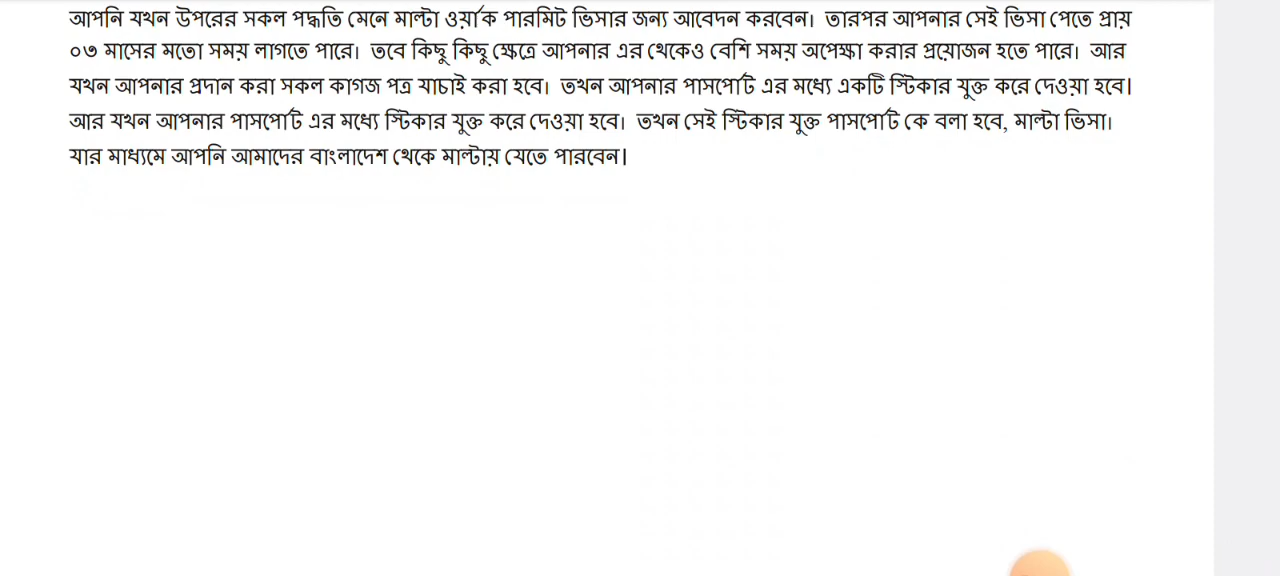 আপনি যখন উপরের সকল পদ্ধতি মেনে মাল্টা ওয়ার্ক পারমিট ভিসার জন্য আবেদন করবেন। তারপর আপনার সেই ভিসা পেতে প্রায়
০৩ মাসের মতো সময় লাগতে পারে। তবে কিছু কিছু ক্ষেত্রে আপনার এর থেকেও বেশি সময় অপেক্ষা করার প্রয়োজন হতে পারে। আর
যখন আপনার প্রদান করা সকল কাগজ পত্র যাচাই করা হবে। তখন আপনার পাসপোর্ট এর মধ্যে একটি স্টিকার যুক্ত করে দেওয়া হবে।
আর যখন আপনার পাসপোর্ট এর মধ্যে স্টিকার যুক্ত করে দেওয়া হবে। তখন সেই স্টিকার যুক্ত পাসপোর্ট কে বলা হবে, মাল্টা ভিসা।
যার মাধ্যমে আপনি আমাদের বাংলাদেশ থেকে মাল্টায় যেতে পারবেন।